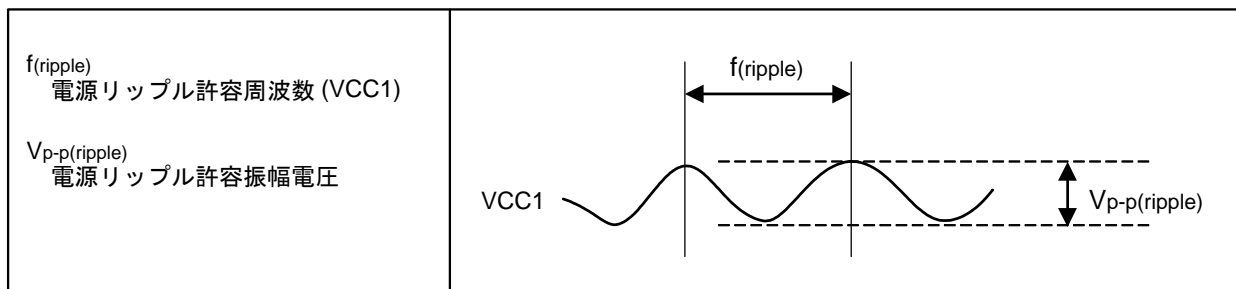 f(ripple)
電源リップル許容周波数 (VCC1)
Vp-p(ripple)
電源リップル許容振幅電圧
f(ripple)
VCC1
Vp-p(ripple)